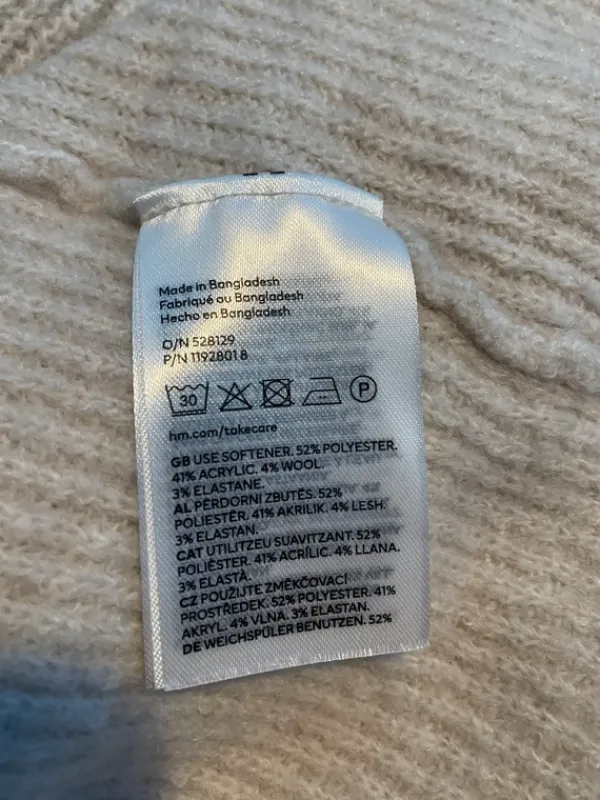 Made in Bangladesh
Fabriqué ou Bangladesh
Hecho en Bangladesh
O/N 528129
P/N 11928018
30 P
hm.com/takecare
GB USE SOFTENER. 52% POLYESTER.
41% ACRYLIC. 4% WOOL.
3% ELASTANE.
AL PËRDORNI ZBUTËS. 52%
POLIESTËR. 41% AKRILIK. 4% LESH.
3% ELASTAN.
CAT UTILITZEU SUAVITZANT. 52%
POLIÈSTER. 41% ACRÍLIC. 4% LLANA.
3% ELASTÀ.
CZ POUŽIJTE ZMĚKČOVACÍ
PROSTŘEDEK. 52% POLYESTER. 41%
AKRYL. 4% VLNA. 3% ELASTAN.
DE WEICHSPÜLER BENUTZEN. 52%